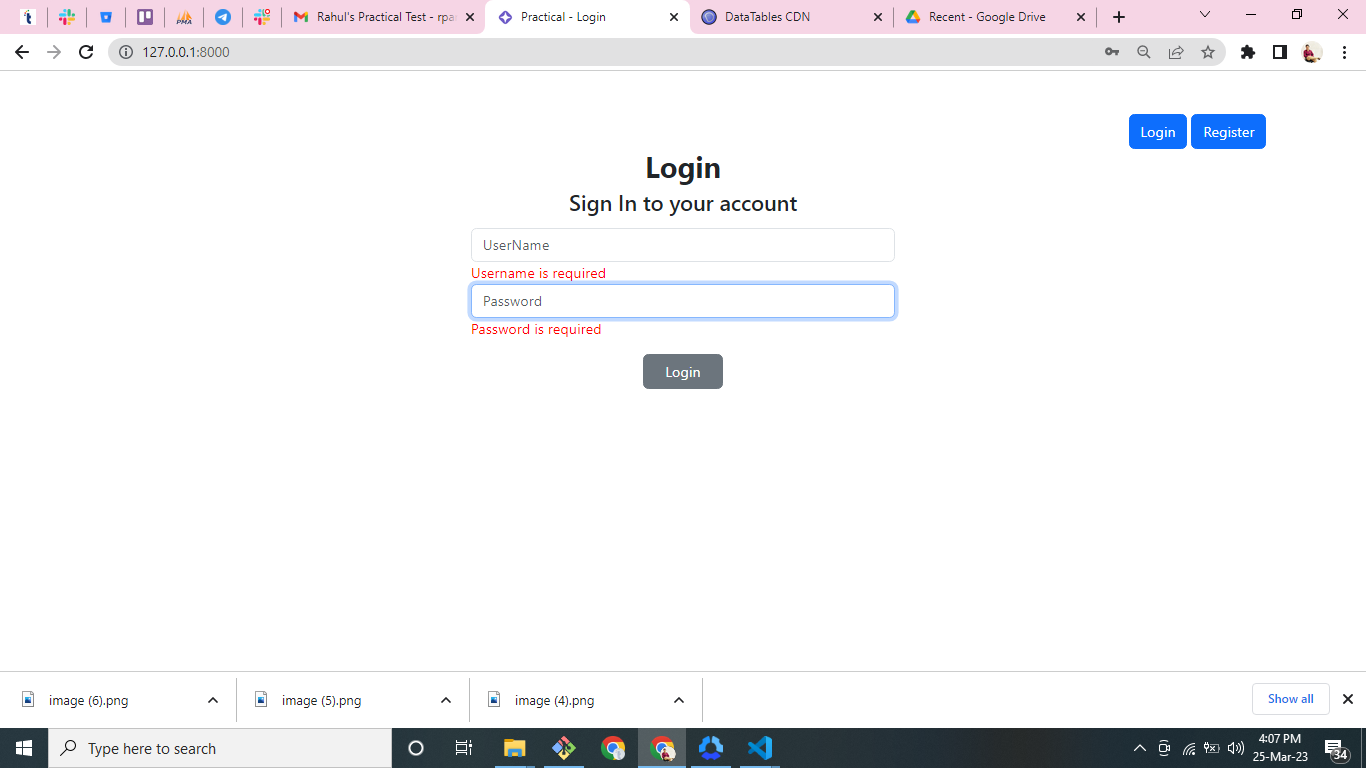 Rahul's Practical Test - rpa
Practical - Login
DataTables CDN
Recent - Google Drive
127.0.0.1:8000
Login
Register
Login
Sign In to your account
UserName
Username is required
Password
Password is required
Login
image (6).png
image (5).png
image (4).png
Show all
Type here to search
4:07 PM
25-Mar-23
34